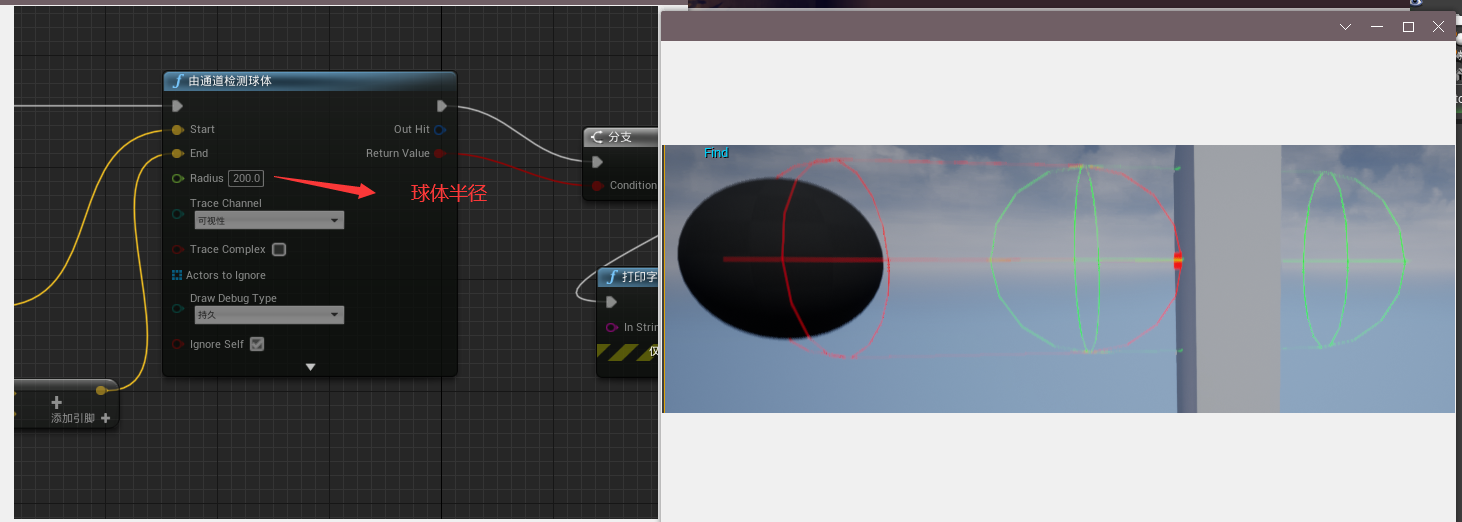 由通道检测球体
Start
Out Hit
End
Return Value
Radius 200.0
球体半径
Trace Channel
可视性
Trace Complex
Actors to Ignore
Draw Debug Type
持久
Ignore Self
添加引脚
分支
Condition
打印字
In Strin
仅
Find